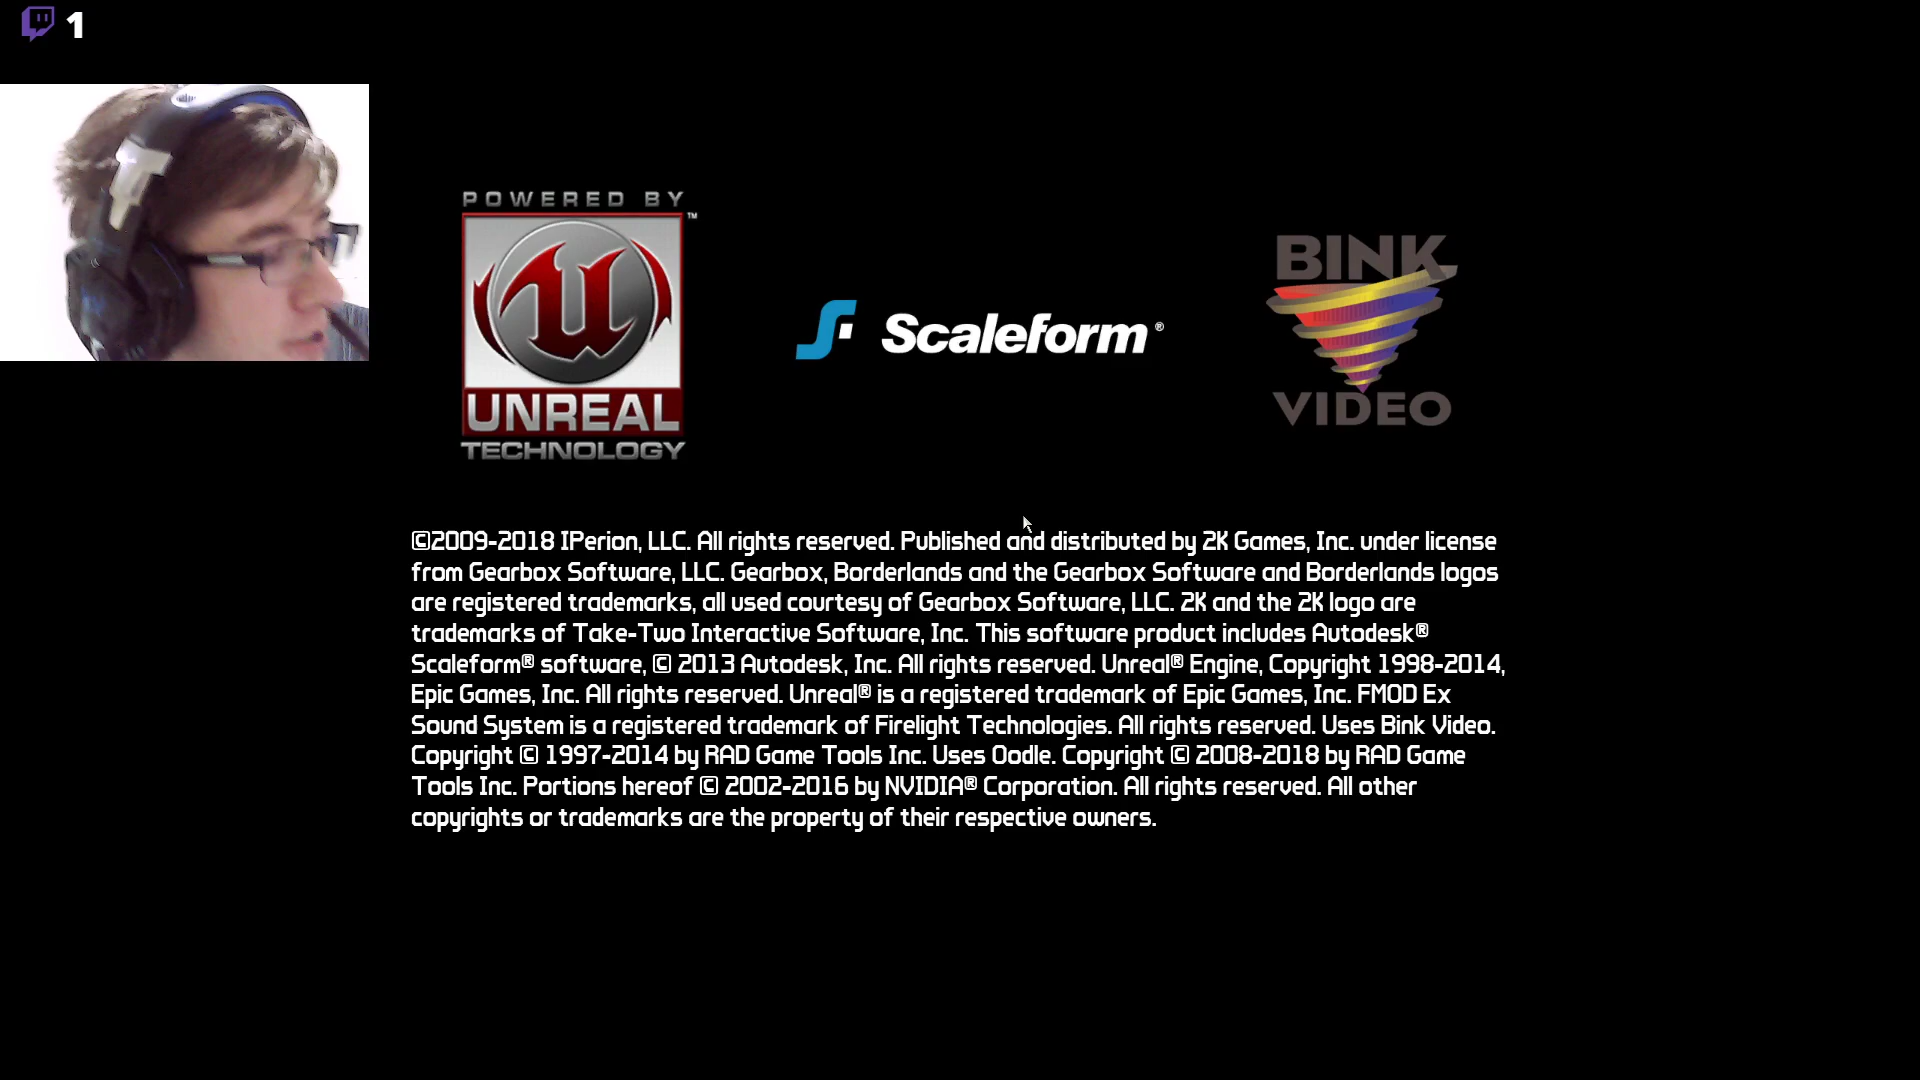 1
POWERED BY
™
UNREAL
TECHNOLOGY
Scaleform®
BINK
VIDEO
©2009-2018 IPerion, LLC. All rights reserved. Published and distributed by 2K Games, Inc. under license
from Gearbox Software, LLC. Gearbox, Borderlands and the Gearbox Software and Borderlands logos
are registered trademarks, all used courtesy of Gearbox Software, LLC. 2K and the 2K logo are
trademarks of Take-Two Interactive Software, Inc. This software product includes Autodesk®
Scaleform® software, © 2013 Autodesk, Inc. All rights reserved. Unreal® Engine, Copyright 1998-2014,
Epic Games, Inc. All rights reserved. Unreal® is a registered trademark of Epic Games, Inc. FMOD Ex
Sound System is a registered trademark of Firelight Technologies. All rights reserved. Uses Bink Video.
Copyright © 1997-2014 by RAD Game Tools Inc. Uses Oodle. Copyright © 2008-2018 by RAD Game
Tools Inc. Portions hereof © 2002-2016 by NVIDIA® Corporation. All rights reserved. All other
copyrights or trademarks are the property of their respective owners.